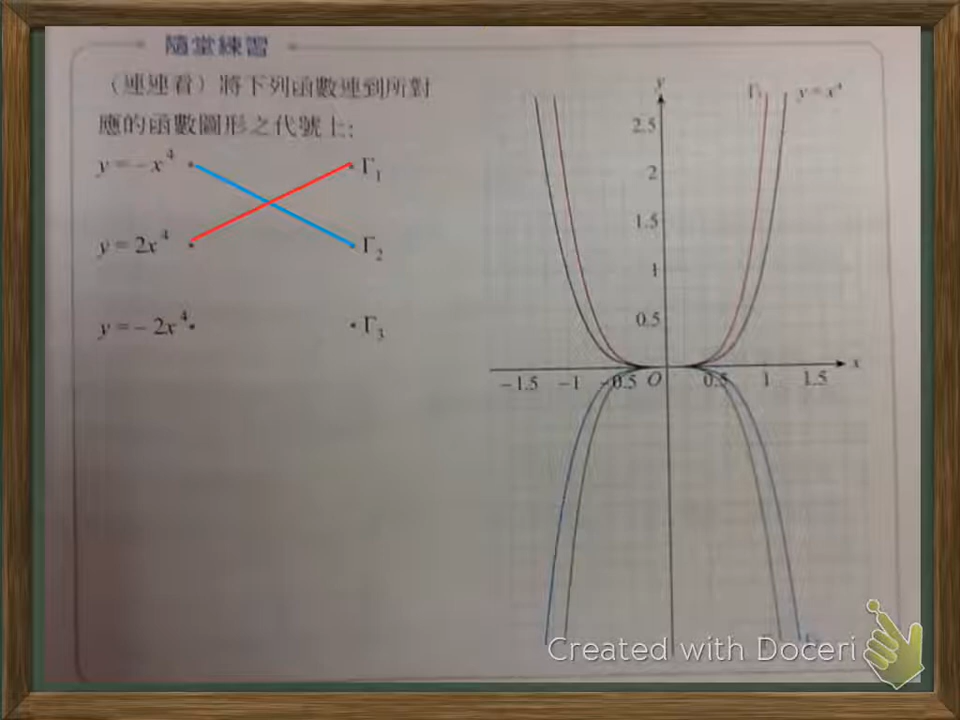 隨堂練習
（連連看）將下列函數連到所對
應的函數圖形之代號上：
y = -x⁴ • • Γ₁
y = 2x⁴ • • Γ₂
y = -2x⁴ • • Γ₃
y
y = x⁴
2.5
2
1.5
1
0.5
-1.5 -1 -0.5 O 0.5 1 1.5 x
Created with Doceri